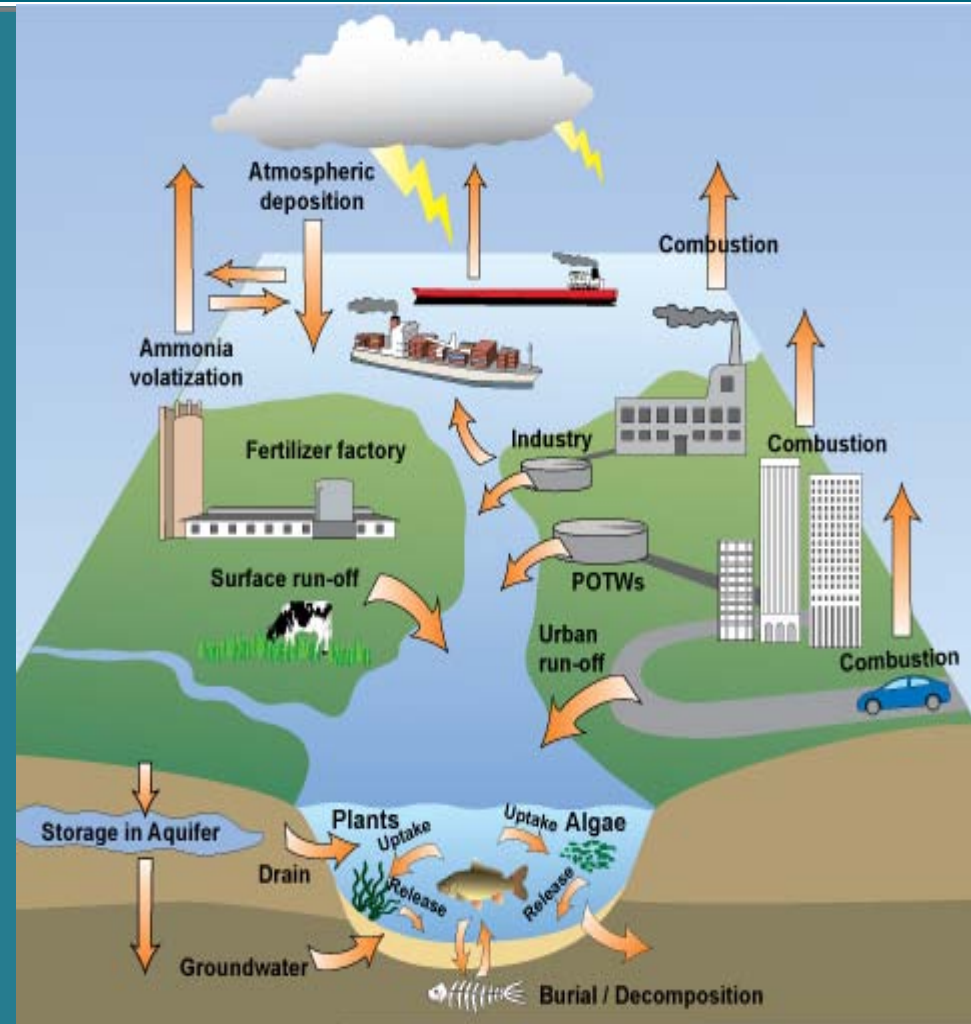 Atmospheric
deposition
Combustion
Ammonia
volatization
Fertilizer factory
Industry
Combustion
Surface run-off
POTWs
Urban
run-off
Combustion
Storage in Aquifer
Plants
Uptake
Uptake
Algae
Drain
Release
Release
Groundwater
Burial / Decomposition